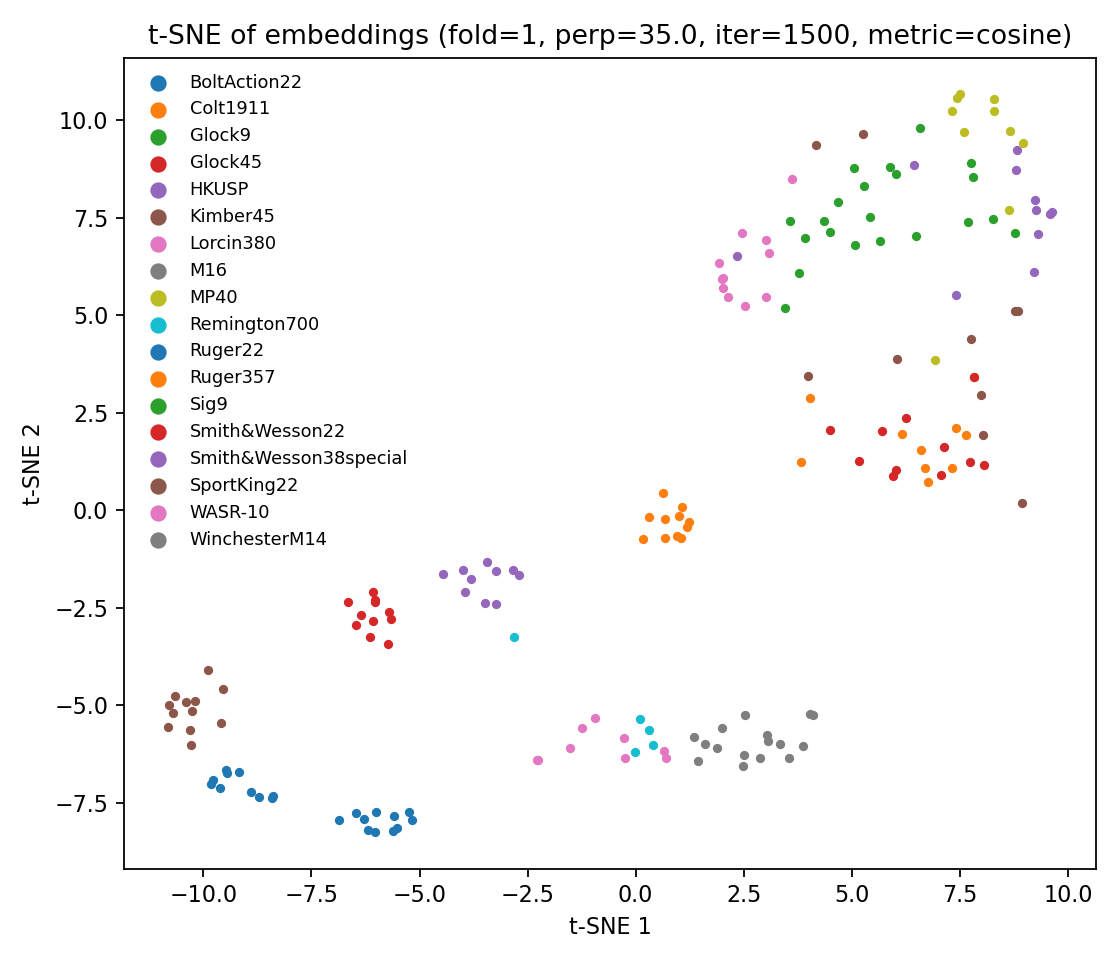 t-SNE of embeddings (fold=1, perp=35.0, iter=1500, metric=cosine)
BoltAction22
Colt1911
Glock9
Glock45
HKUSP
Kimber45
Lorcin380
M16
MP40
Remington700
Ruger22
Ruger357
Sig9
Smith&Wesson22
Smith&Wesson38special
SportKing22
WASR-10
WinchesterM14
t-SNE 2
10.0
7.5
5.0
2.5
0.0
−2.5
−5.0
−7.5
−10.0 −7.5 −5.0 −2.5 0.0 2.5 5.0 7.5 10.0
t-SNE 1